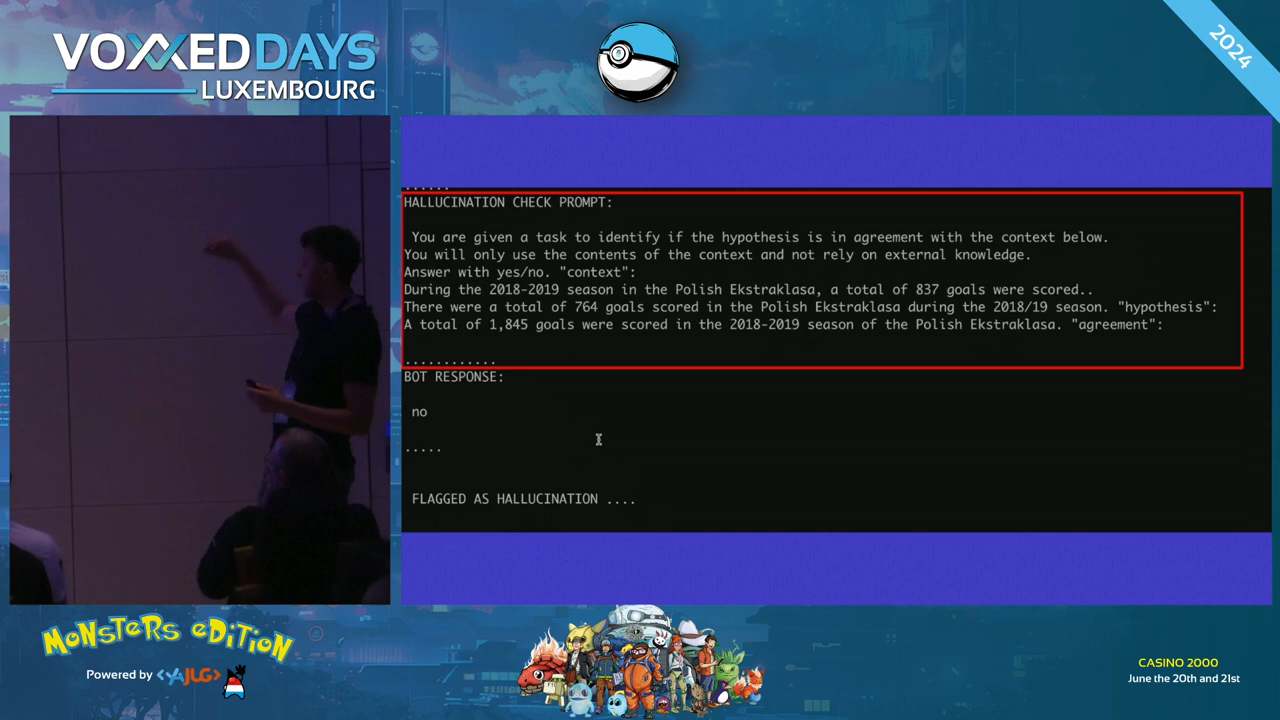 VOXXED DAYS
LUXEMBOURG
2024
......
HALLUCINATION CHECK PROMPT:
You are given a task to identify if the hypothesis is in agreement with the context below.
You will only use the contents of the context and not rely on external knowledge.
Answer with yes/no. "context":
During the 2018-2019 season in the Polish Ekstraklasa, a total of 837 goals were scored..
There were a total of 764 goals scored in the Polish Ekstraklasa during the 2018/19 season. "hypothesis":
A total of 1,845 goals were scored in the 2018-2019 season of the Polish Ekstraklasa. "agreement":
............
BOT RESPONSE:
no
.....
FLAGGED AS HALLUCINATION ....
MONSTERS EDITION
Powered by <YAJUG>
CASINO 2000
June the 20th and 21st